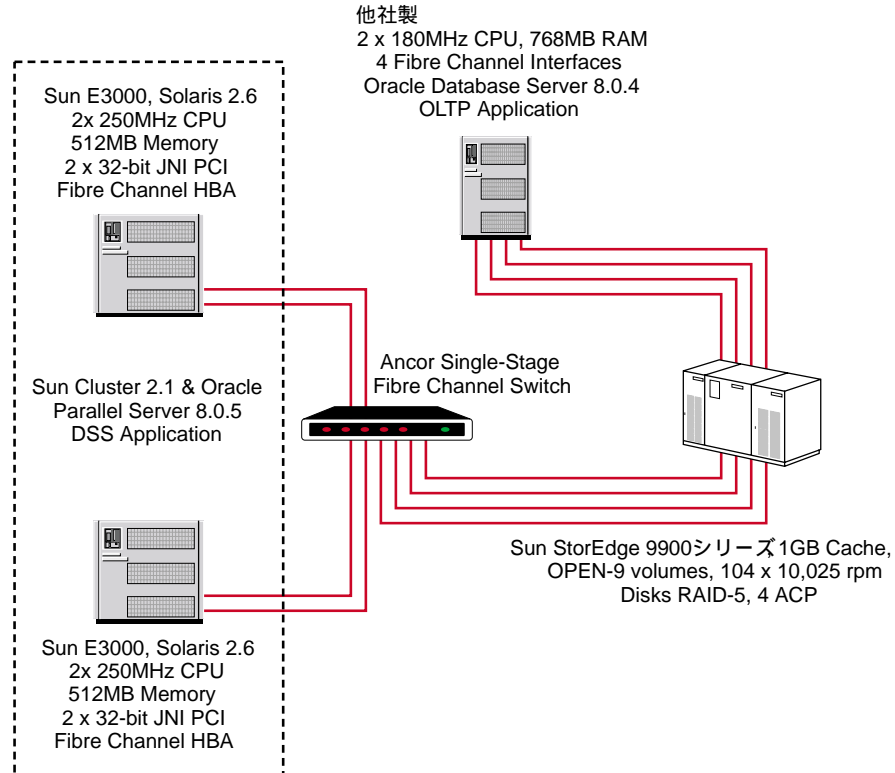 他社製
2 x 180MHz CPU, 768MB RAM
4 Fibre Channel Interfaces
Oracle Database Server 8.0.4
OLTP Application
Sun E3000, Solaris 2.6
2x 250MHz CPU
512MB Memory
2 x 32-bit JNI PCI
Fibre Channel HBA
Sun Cluster 2.1 & Oracle
Parallel Server 8.0.5
DSS Application
Ancor Single-Stage
Fibre Channel Switch
Sun StorEdge 9900シリーズ, 1GB Cache,
OPEN-9 volumes, 104 x 10,025 rpm
Disks RAID-5, 4 ACP
Sun E3000, Solaris 2.6
2x 250MHz CPU
512MB Memory
2 x 32-bit JNI PCI
Fibre Channel HBA